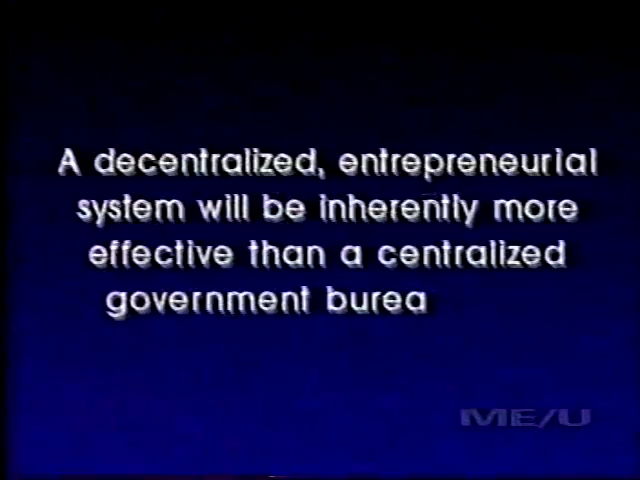 A decentralized, entrepreneurial
system will be inherently more
effective than a centralized
government burea
ME/U